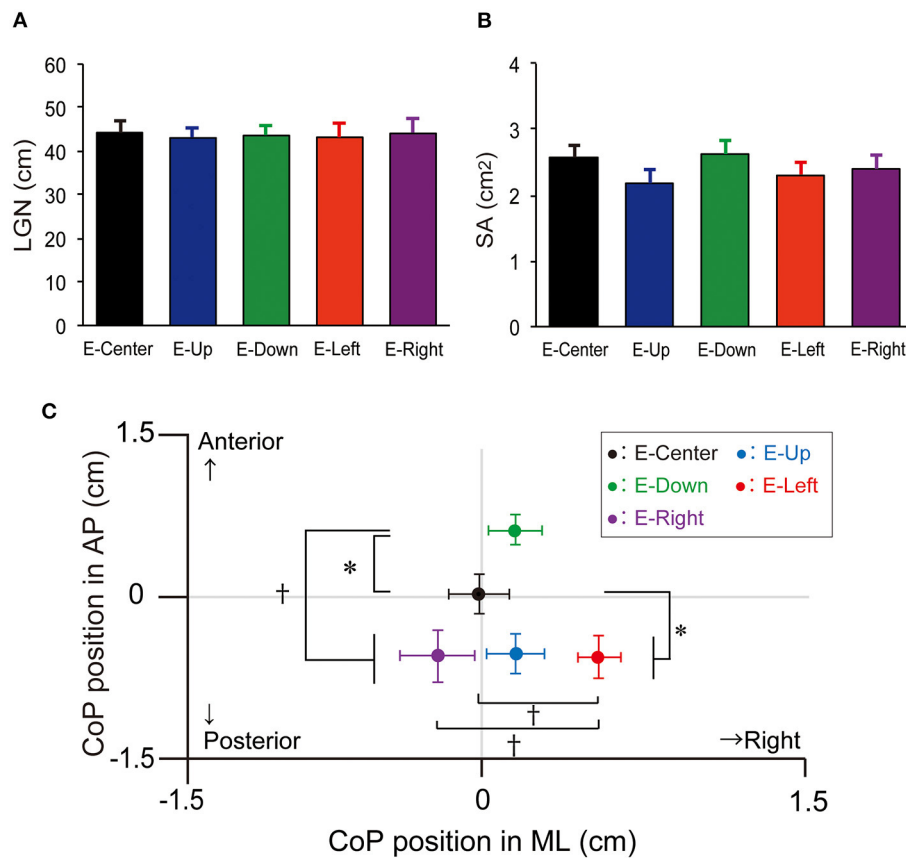 A
60
50
40
30
20
10
0
LGN (cm)
E-Center E-Up E-Down E-Left E-Right
B
4
3
2
1
0
SA (cm2)
E-Center E-Up E-Down E-Left E-Right
C
1.5
0
-1.5
CoP position in AP (cm)
Anterior
↑
●: E-Center ●: E-Up
●: E-Down ●: E-Left
●: E-Right
*
†
*
†
†
↓
Posterior
→Right
-1.5 0 1.5
CoP position in ML (cm)